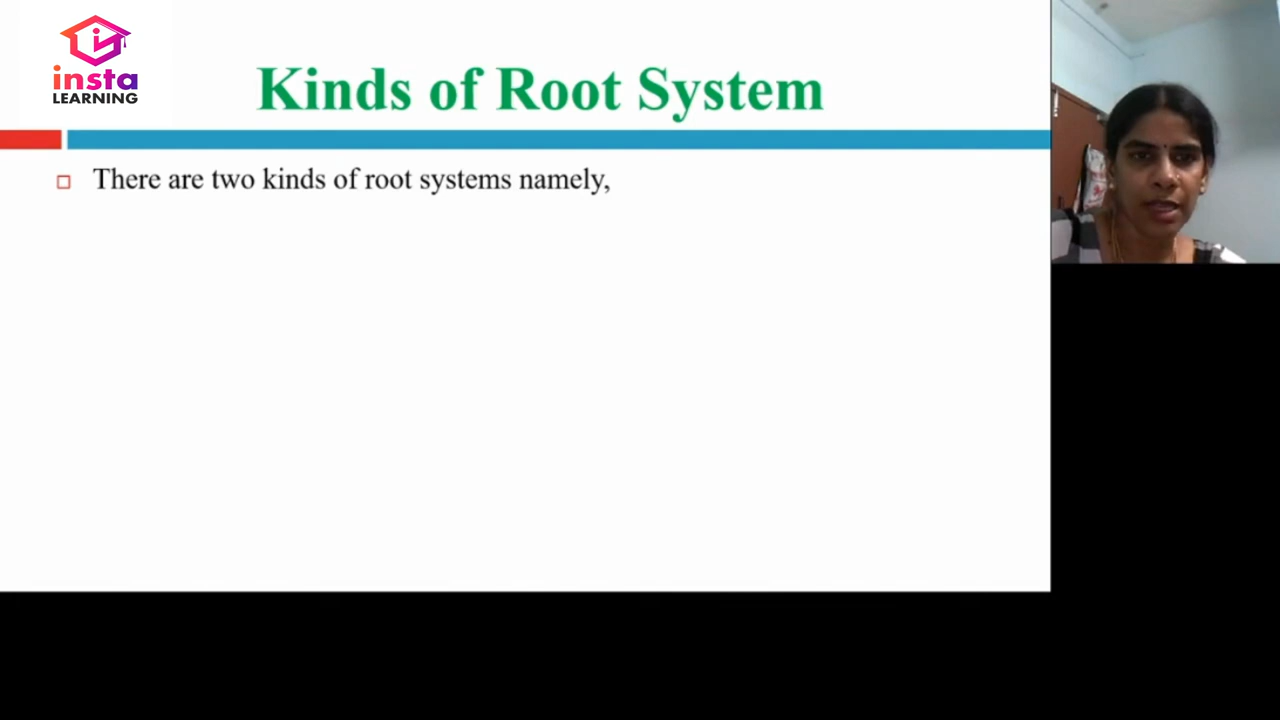 insta
LEARNING
Kinds of Root System
There are two kinds of root systems namely,